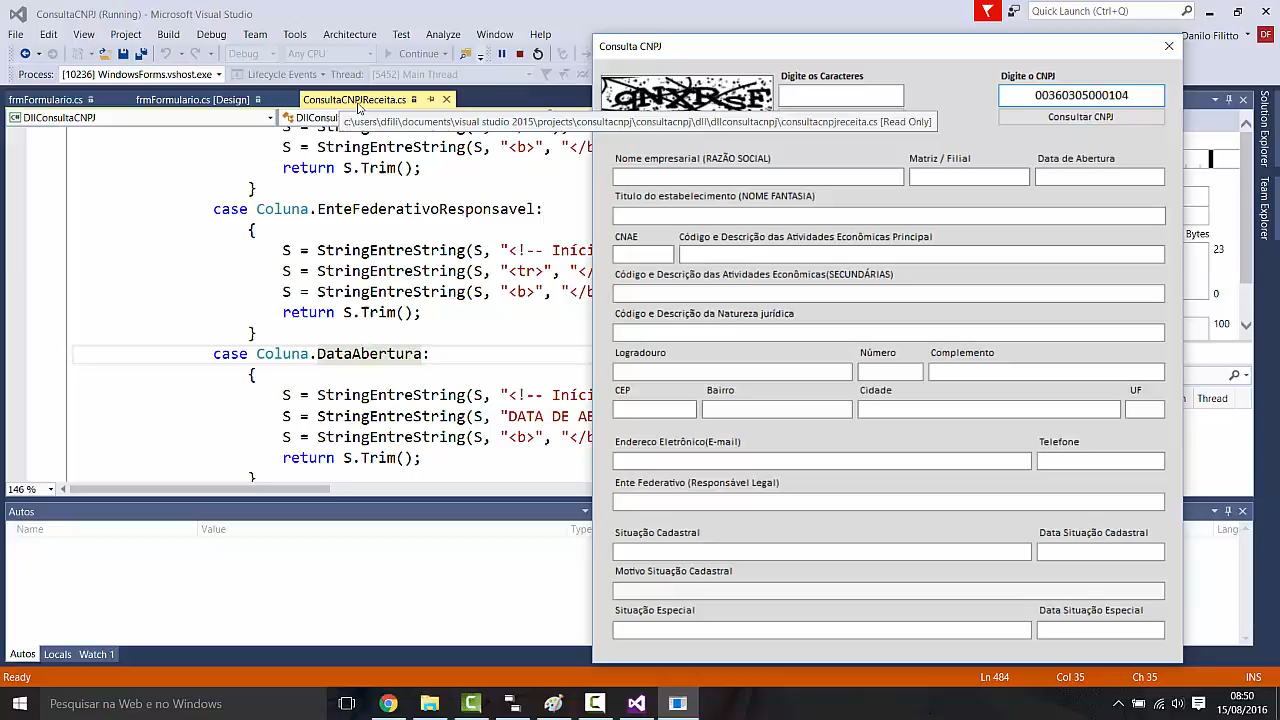 ConsultaCNPJ (Running) - Microsoft Visual Studio
Quick Launch (Ctrl+Q)
File Edit View Project Build Debug Team Tools Architecture Test Analyze Window Help
Danilo Filitto DF
Debug Any CPU Continue
Process: [10236] WindowsForms.vshost.exe Lifecycle Events Thread: [5452] Main Thread
frmFormulario.cs frmFormulario.cs [Design] ConsultaCNPJReceita.cs
DllConsultaCNPJ DllConsu
c:\users\dfili\documents\visual studio 2015\projects\consultacnpj\consultacnpj\dll\dllconsultacnpj\consultacnpjreceita.cs [Read Only]
S = StringEntreString(S, "<b>", "</b
return S.Trim();
}
case Coluna.EnteFederativoResponsavel:
{
S = StringEntreString(S, "<!-- Iníci
S = StringEntreString(S, "<tr>", "</
S = StringEntreString(S, "<b>", "</b
return S.Trim();
}
case Coluna.DataAbertura:
{
S = StringEntreString(S, "<!-- Iníci
S = StringEntreString(S, "DATA DE AB
S = StringEntreString(S, "<b>", "</b
return S.Trim();
}
146 %
Autos
Name Value Type
Autos Locals Watch 1
Consulta CNPJ
Digite os Caracteres
Digite o CNPJ
00360305000104
Consultar CNPJ
Nome empresarial (RAZÃO SOCIAL) Matriz / Filial Data de Abertura
Titulo do estabelecimento (NOME FANTASIA)
CNAE Código e Descrição das Atividades Econômicas Principal
Código e Descrição das Atividades Econômicas(SECUNDÁRIAS)
Código e Descrição da Natureza jurídica
Logradouro Número Complemento
CEP Bairro Cidade UF
Endereco Eletrônico(E-mail) Telefone
Ente Federativo (Responsável Legal)
Situação Cadastral Data Situação Cadastral
Motivo Situação Cadastral
Situação Especial Data Situação Especial
Solution Explorer
Team Explorer
Bytes
23
0
100
Thread
Lang
Ready Ln 484 Col 35 Ch 35 INS
Pesquisar na Web e no Windows
08:50
15/08/2016